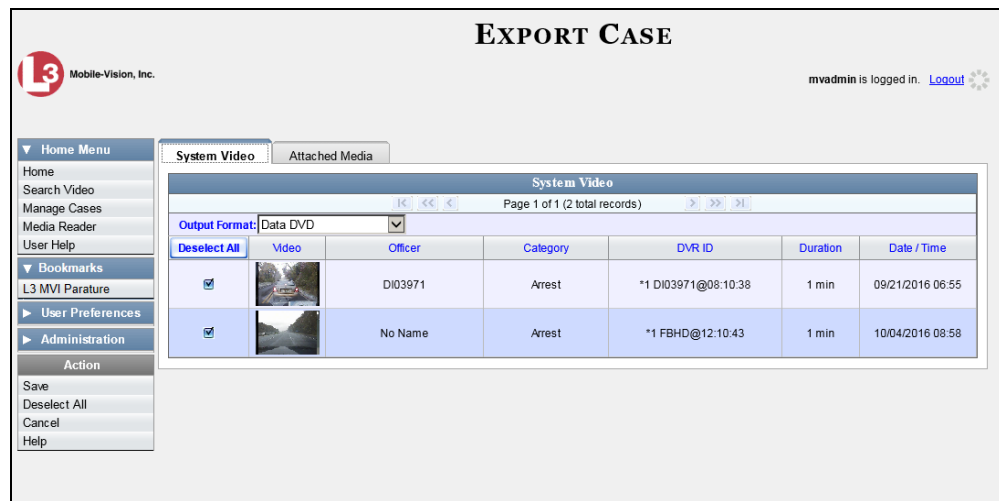 EXPORT CASE
L3 Mobile-Vision, Inc.
mvadmin is logged in. Logout
Home Menu
Home
Search Video
Manage Cases
Media Reader
User Help
Bookmarks
L3 MVI Parature
User Preferences
Administration
Action
Save
Deselect All
Cancel
Help
System Video
Attached Media
System Video
Page 1 of 1 (2 total records)
Output Format: Data DVD
Deselect All Video Officer Category DVR ID Duration Date / Time
DI03971 Arrest *1 DI03971@08:10:38 1 min 09/21/2016 06:55
No Name Arrest *1 FBHD@12:10:43 1 min 10/04/2016 08:58